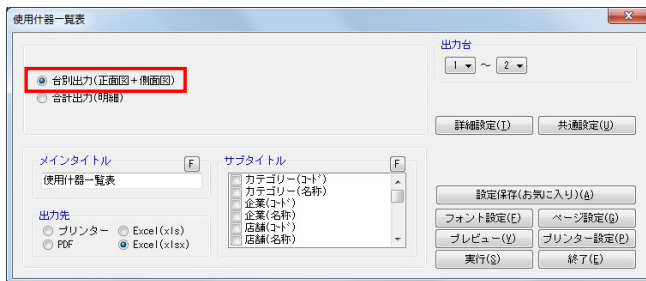 使用什器一覧表
台別出力(正面図+側面図)
合計出力(明細)
出力台
1 ~ 2
詳細設定(T) 共通設定(U)
メインタイトル F
使用什器一覧表
出力先
プリンター Excel(xls)
PDF Excel(xlsx)
サブタイトル F
カテゴリー(コード)
カテゴリー(名称)
企業(コード)
企業(名称)
店舗(コード)
店舗(名称)
設定保存(お気に入り)(A)
フォント設定(F) ページ設定(G)
プレビュー(Y) プリンター設定(P)
実行(S) 終了(E)